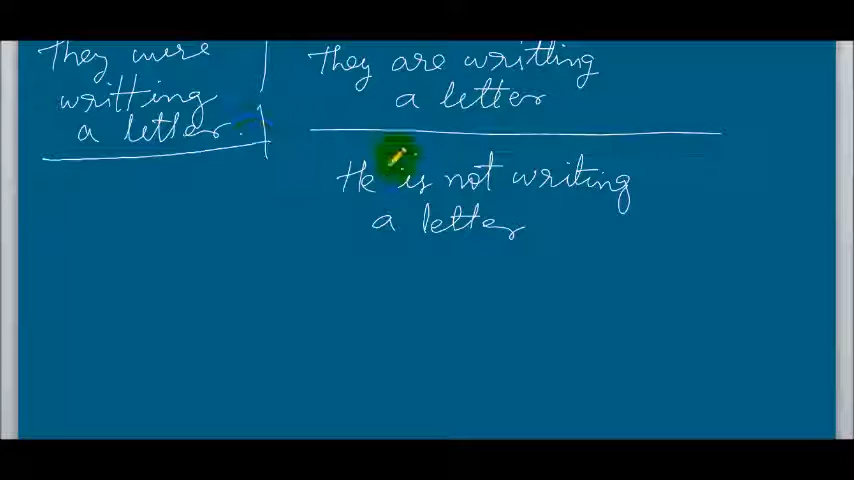 They were
writting
a letter.
They are writting
a letter
He is not writing
a letter